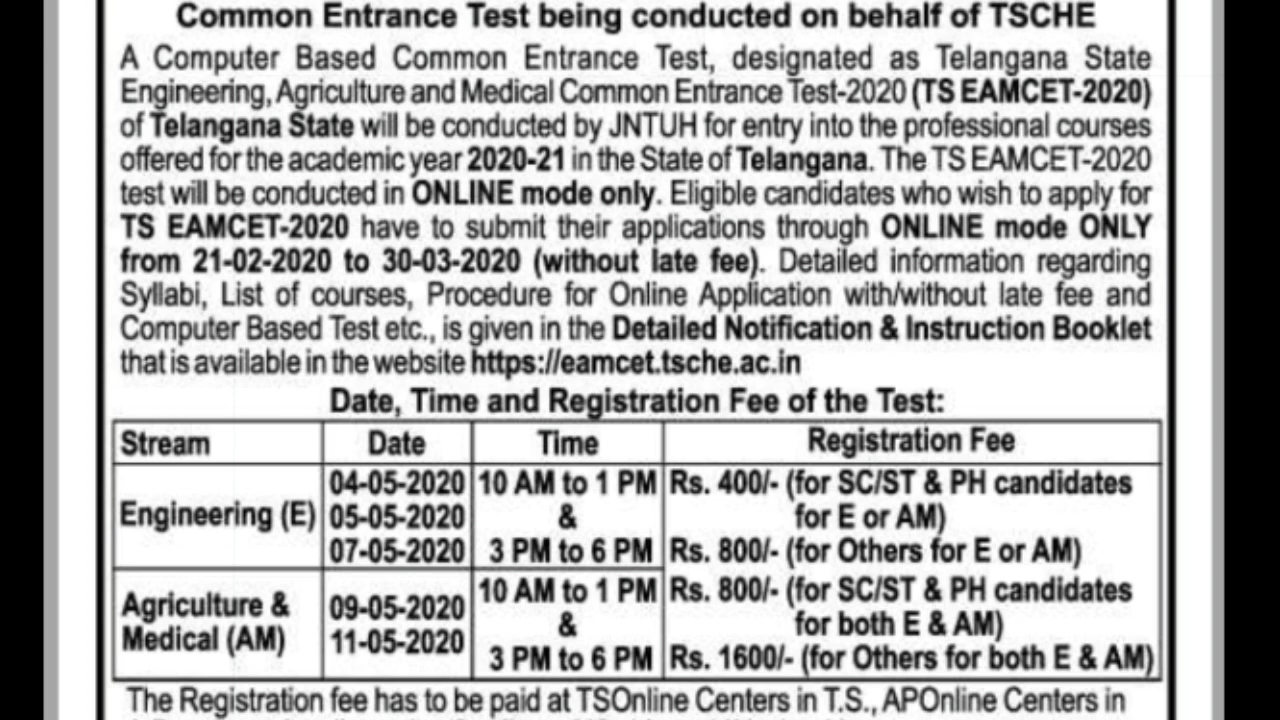 Common Entrance Test being conducted on behalf of TSCHE
A Computer Based Common Entrance Test, designated as Telangana State
Engineering, Agriculture and Medical Common Entrance Test-2020 (TS EAMCET-2020)
of Telangana State will be conducted by JNTUH for entry into the professional courses
offered for the academic year 2020-21 in the State of Telangana. The TS EAMCET-2020
test will be conducted in ONLINE mode only. Eligible candidates who wish to apply for
TS EAMCET-2020 have to submit their applications through ONLINE mode ONLY
from 21-02-2020 to 30-03-2020 (without late fee). Detailed information regarding
Syllabi, List of courses, Procedure for Online Application with/without late fee and
Computer Based Test etc., is given in the Detailed Notification & Instruction Booklet
that is available in the website https://eamcet.tsche.ac.in
Date, Time and Registration Fee of the Test:
Stream Date Time Registration Fee
Engineering (E) 04-05-2020 10 AM to 1 PM Rs. 400/- (for SC/ST & PH candidates
05-05-2020 & for E or AM)
07-05-2020 3 PM to 6 PM Rs. 800/- (for Others for E or AM)
Agriculture & 09-05-2020 10 AM to 1 PM Rs. 800/- (for SC/ST & PH candidates
Medical (AM) 11-05-2020 & for both E & AM)
3 PM to 6 PM Rs. 1600/- (for Others for both E & AM)
The Registration fee has to be paid at TSOnline Centers in T.S., APOnline Centers in